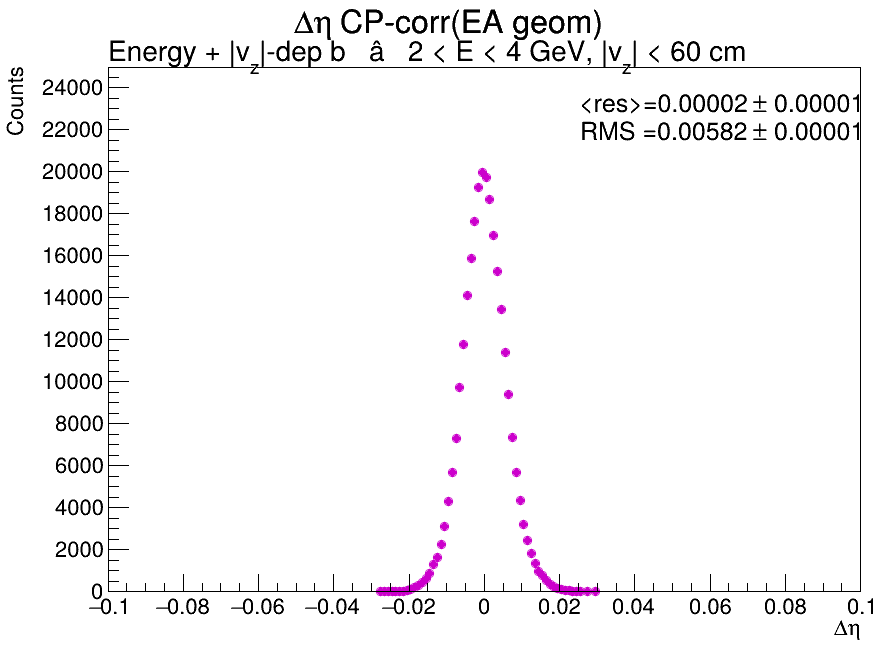 Δη CP-corr(EA geom)
Energy + |v_z|-dep b â 2 < E < 4 GeV, |v_z| < 60 cm
Counts
24000
22000
20000
18000
16000
14000
12000
10000
8000
6000
4000
2000
0
<res>=0.00002 ± 0.00001
RMS =0.00582 ± 0.00001
−0.1 −0.08 −0.06 −0.04 −0.02 0 0.02 0.04 0.06 0.08 0.1
Δη